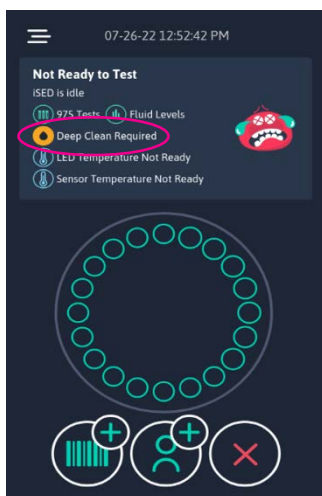 07-26-22 12:52:42 PM
Not Ready to Test
iSED is idle
975 Tests Fluid Levels
Deep Clean Required
LED Temperature Not Ready
Sensor Temperature Not Ready